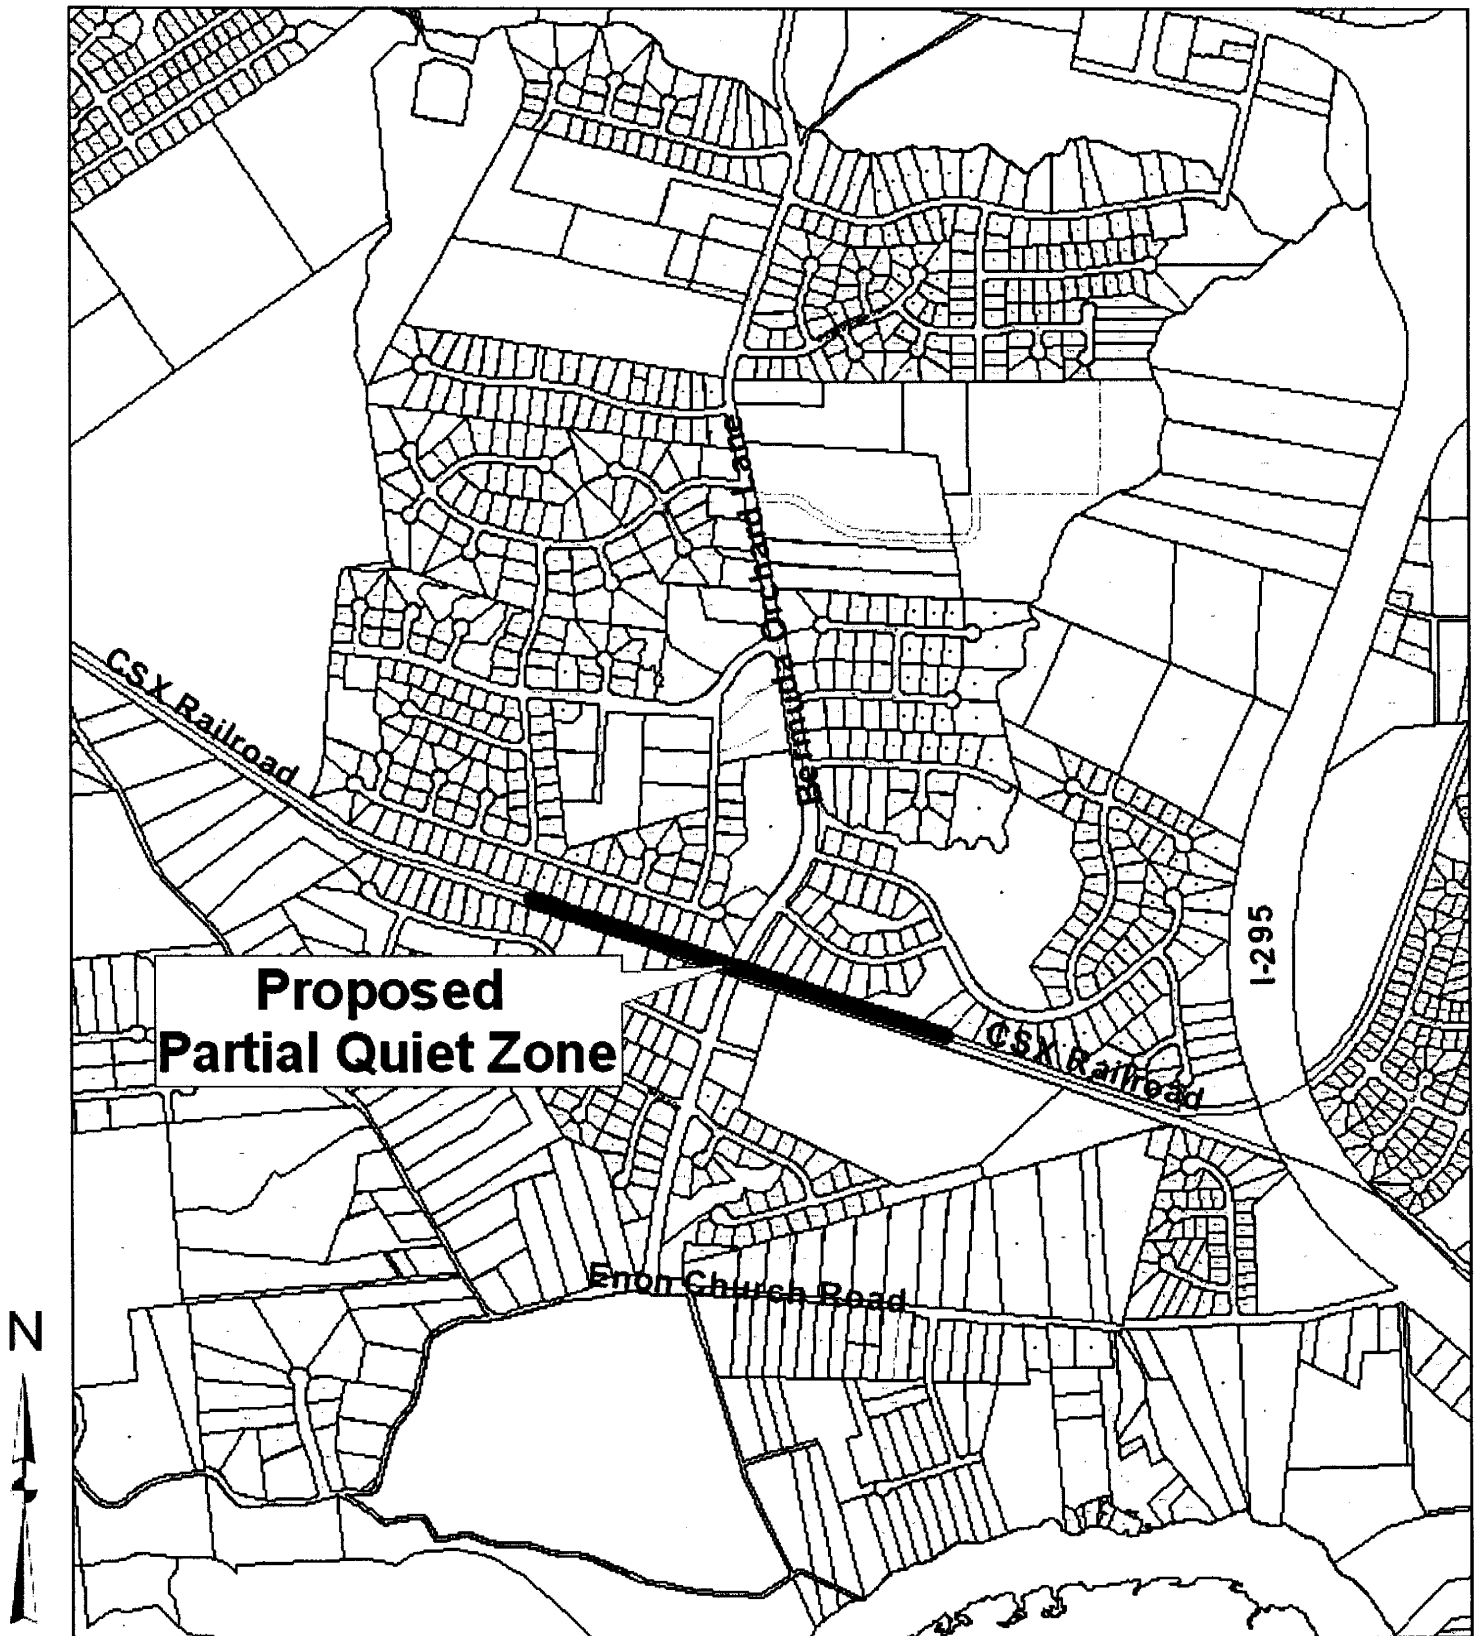 Bermuda Orchard Lane
CSX Railroad
I-295
Proposed
Partial Quiet Zone
CSX Railroad
Enon Church Road
N